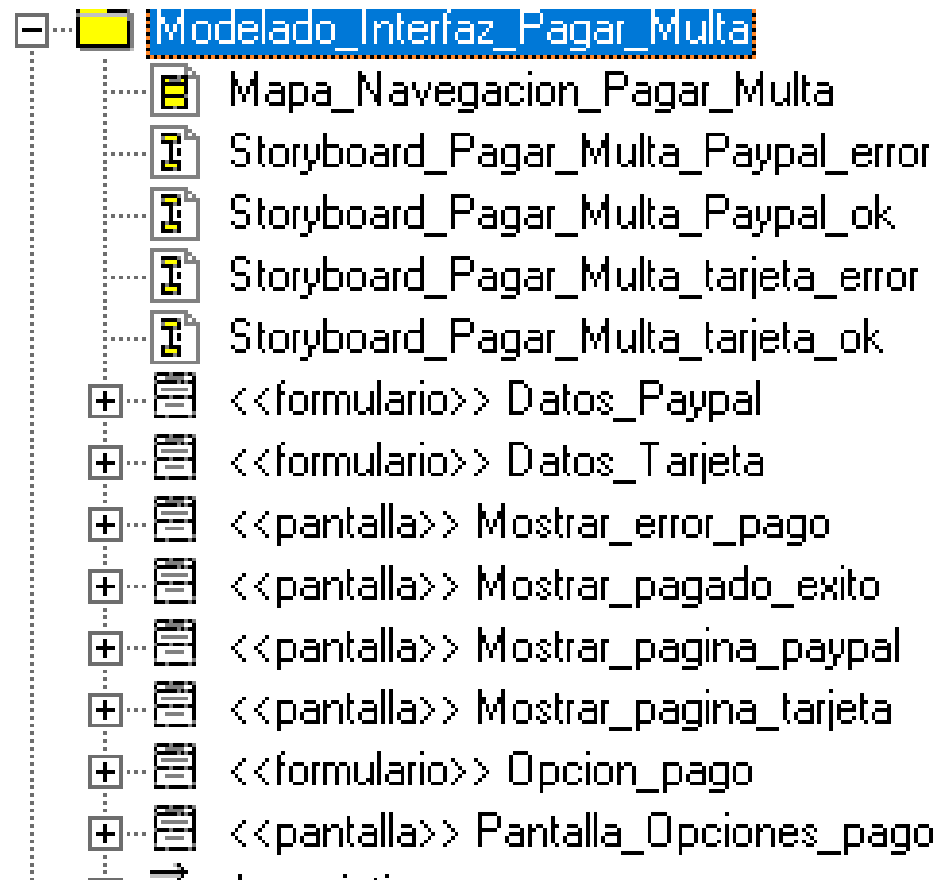 Modelado_Interfaz_Pagar_Multa
Mapa_Navegacion_Pagar_Multa
Storyboard_Pagar_Multa_Paypal_error
Storyboard_Pagar_Multa_Paypal_ok
Storyboard_Pagar_Multa_tarjeta_error
Storyboard_Pagar_Multa_tarjeta_ok
<<formulario>> Datos_Paypal
<<formulario>> Datos_Tarjeta
<<pantalla>> Mostrar_error_pago
<<pantalla>> Mostrar_pagado_exito
<<pantalla>> Mostrar_pagina_paypal
<<pantalla>> Mostrar_pagina_tarjeta
<<formulario>> Opcion_pago
<<pantalla>> Pantalla_Opciones_pago